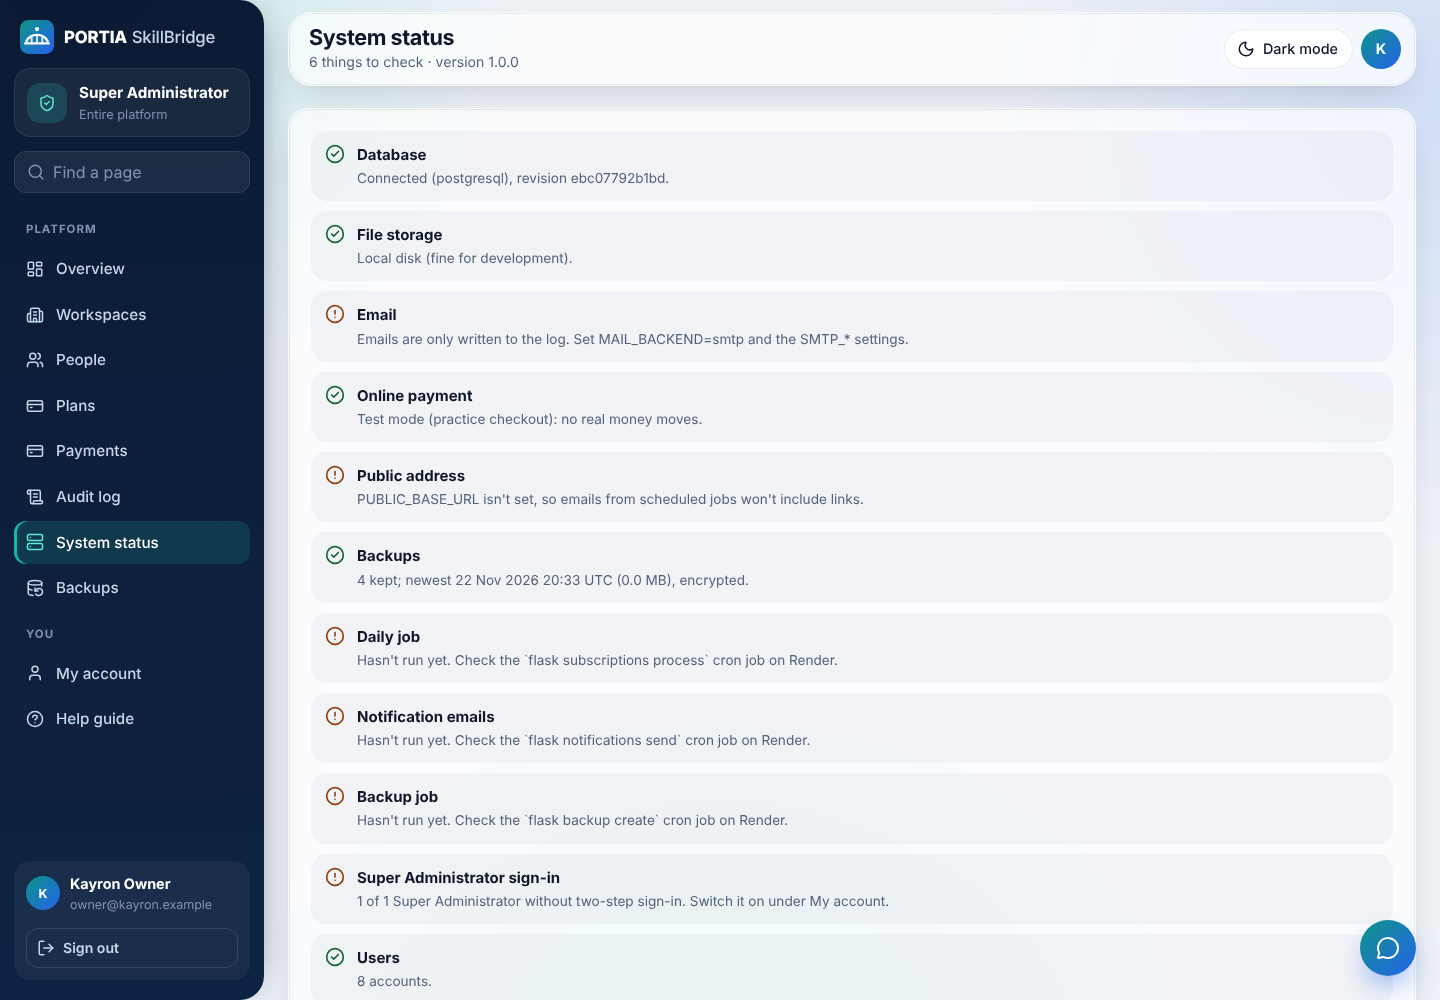 PORTIA SkillBridge
Super Administrator
Entire platform
Find a page
PLATFORM
Overview
Workspaces
People
Plans
Payments
Audit log
System status
Backups
YOU
My account
Help guide
K
Kayron Owner
owner@kayron.example
Sign out
System status
6 things to check · version 1.0.0
Dark mode
K
Database
Connected (postgresql), revision ebc07792b1bd.
File storage
Local disk (fine for development).
Email
Emails are only written to the log. Set MAIL_BACKEND=smtp and the SMTP_* settings.
Online payment
Test mode (practice checkout): no real money moves.
Public address
PUBLIC_BASE_URL isn't set, so emails from scheduled jobs won't include links.
Backups
4 kept; newest 22 Nov 2026 20:33 UTC (0.0 MB), encrypted.
Daily job
Hasn't run yet. Check the `flask subscriptions process` cron job on Render.
Notification emails
Hasn't run yet. Check the `flask notifications send` cron job on Render.
Backup job
Hasn't run yet. Check the `flask backup create` cron job on Render.
Super Administrator sign-in
1 of 1 Super Administrator without two-step sign-in. Switch it on under My account.
Users
8 accounts.